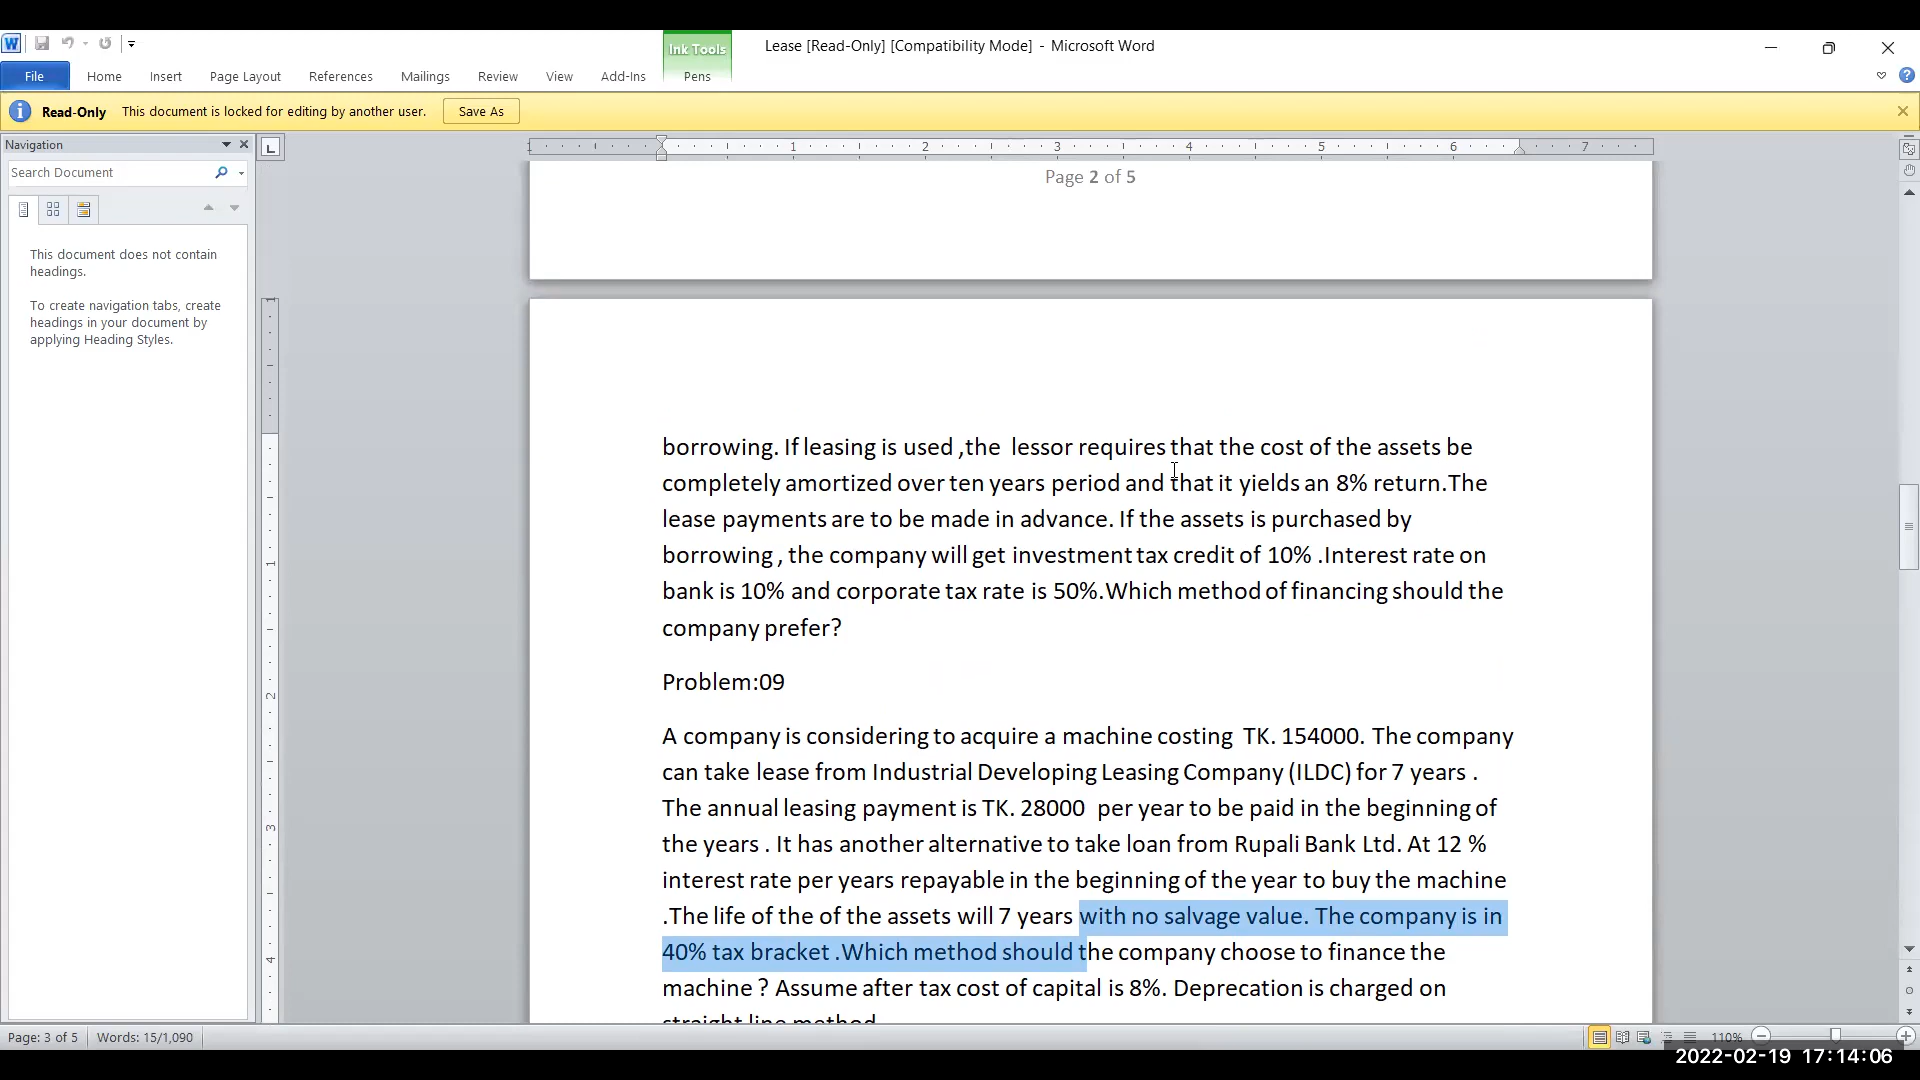 Ink Tools
Lease [Read-Only] [Compatibility Mode] - Microsoft Word
File Home Insert Page Layout References Mailings Review View Add-Ins Pens
Read-Only This document is locked for editing by another user. Save As
Navigation
Search Document
This document does not contain
headings.
To create navigation tabs, create
headings in your document by
applying Heading Styles.
1 1 2 3 4 5 6 7
1
1
2
3
4
Page 2 of 5
borrowing. If leasing is used ,the lessor requires that the cost of the assets be
completely amortized over ten years period and that it yields an 8% return.The
lease payments are to be made in advance. If the assets is purchased by
borrowing , the company will get investment tax credit of 10% .Interest rate on
bank is 10% and corporate tax rate is 50%.Which method of financing should the
company prefer?
Problem:09
A company is considering to acquire a machine costing TK. 154000. The company
can take lease from Industrial Developing Leasing Company (ILDC) for 7 years .
The annual leasing payment is TK. 28000 per year to be paid in the beginning of
the years . It has another alternative to take loan from Rupali Bank Ltd. At 12 %
interest rate per years repayable in the beginning of the year to buy the machine
.The life of the of the assets will 7 years with no salvage value. The company is in
40% tax bracket .Which method should the company choose to finance the
machine ? Assume after tax cost of capital is 8%. Deprecation is charged on
straight line method
Page: 3 of 5 Words: 15/1,090 110%
2022-02-19 17:14:06